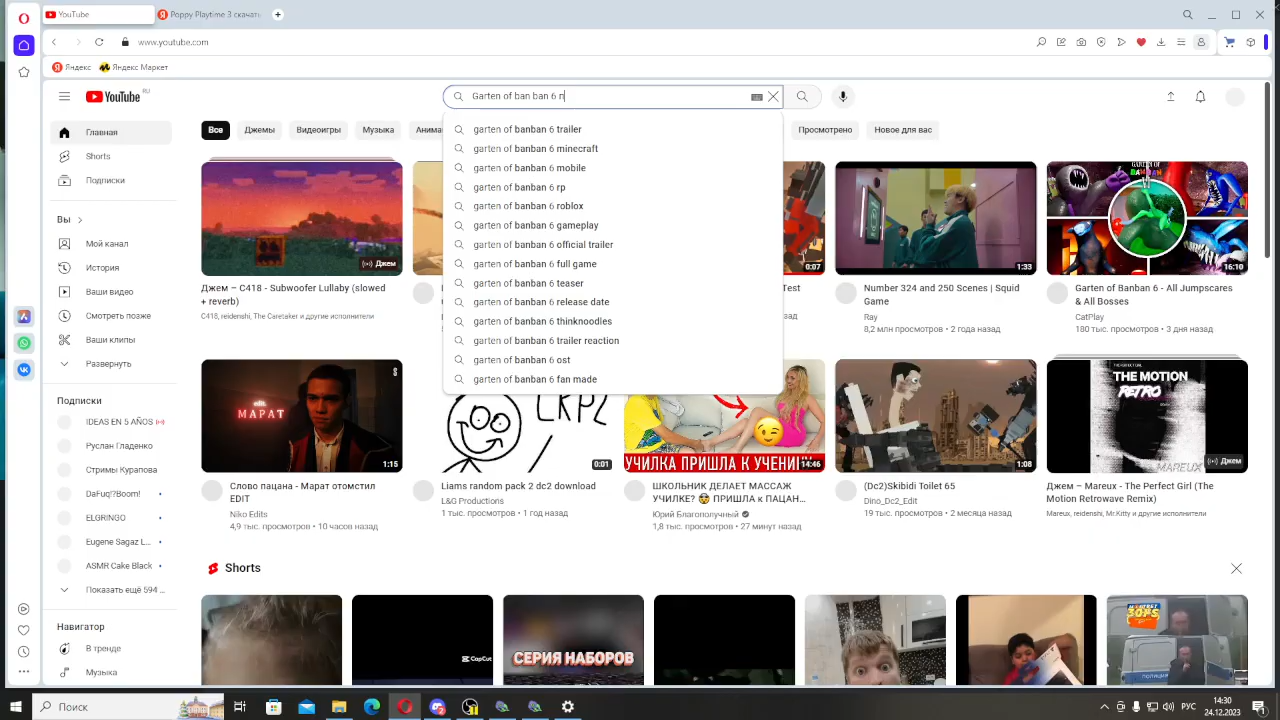 YouTube
Poppy Playtime 3 скачать
www.youtube.com
Яндекс
Яндекс Маркет
YouTube RU
Garten of ban ban 6 п
Главная
Shorts
Подписки
Вы
Мой канал
История
Ваши видео
Смотреть позже
Ваши клипы
Развернуть
Подписки
IDEAS EN 5 AÑOS
Руслан Гладенко
Стримы Курапова
DaFuq!?Boom!
ELGRINGO
Eugene Sagaz L...
ASMR Cake Black
Показать ещё 594 ...
Навигатор
В тренде
Музыка
Все
Джемы
Видеоигры
Музыка
Анима
Просмотрено
Новое для вас
garten of banban 6 trailer
garten of banban 6 minecraft
garten of banban 6 mobile
garten of banban 6 rp
garten of banban 6 roblox
garten of banban 6 gameplay
garten of banban 6 official trailer
garten of banban 6 full game
garten of banban 6 teaser
garten of banban 6 release date
garten of banban 6 thinknoodles
garten of banban 6 trailer reaction
garten of banban 6 ost
garten of banban 6 fan made
Джем
Джем – C418 - Subwoofer Lullaby (slowed
+ reverb)
C418, reidenshi, The Caretaker и другие исполнители
0:07
Test
зад
1:33
Number 324 and 250 Scenes | Squid
Game
Ray
8,2 млн просмотров • 2 года назад
GARTEN OF
BANBAN
16:10
Garten of Banban 6 - All Jumpscares
& All Bosses
CatPlay
180 тыс. просмотров • 3 дня назад
edit.
МАРАТ
1:15
Слово пацана - Марат отомстил
EDIT
Niko Edits
4,9 тыс. просмотров • 10 часов назад
LKPZ
0:01
Liams random pack 2 dc2 download
L&G Productions
1 тыс. просмотров • 1 год назад
УЧИЛКА ПРИШЛА К УЧЕНИКУ
14:46
ШКОЛЬНИК ДЕЛАЕТ МАССАЖ
УЧИЛКЕ? 😨 ПРИШЛА к ПАЦАН...
Юрий Благополучный
1,8 тыс. просмотров • 27 минут назад
1:08
(Dc2)Skibidi Toilet 65
Dino_Dc2_Edit
19 тыс. просмотров • 2 месяца назад
THE MOTION
RETRO
MAREUX
Джем
Джем – Mareux - The Perfect Girl (The
Motion Retrowave Remix)
Mareux, reidenshi, Mr.Kitty и другие исполнители
Shorts
CapCut
СЕРИЯ НАБОРОВ
ПОЛИЦИЯ
Поиск
РУС
14:30
24.12.2023